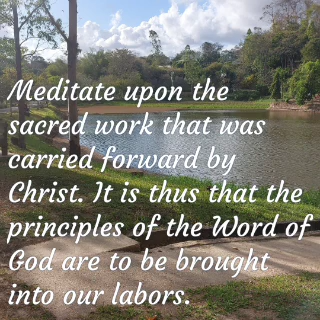 Meditate upon the
sacred work that was
carried forward by
Christ. It is thus that the
principles of the Word of
God are to be brought
into our labors.